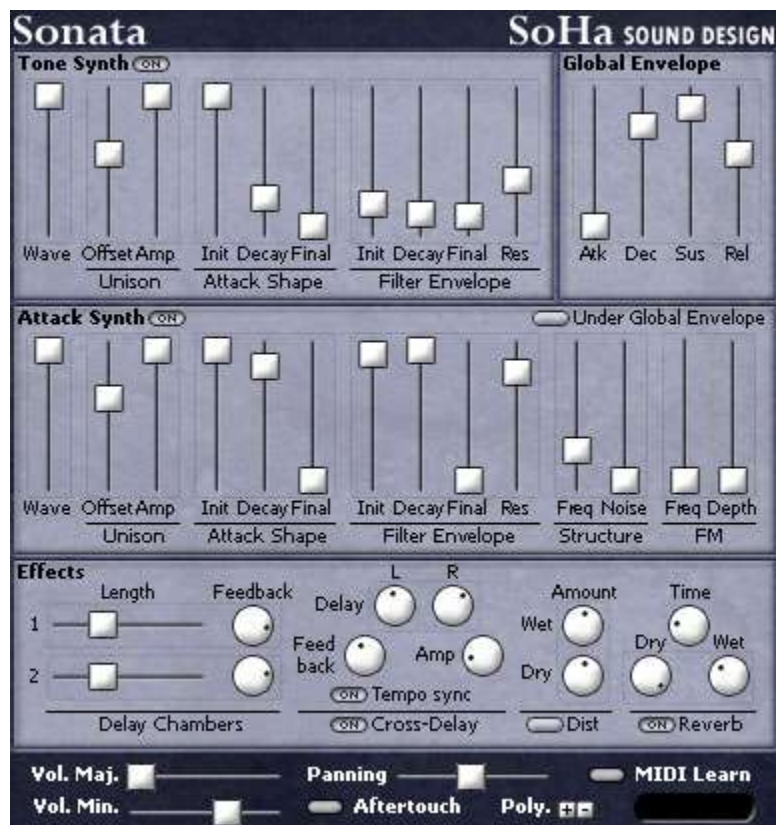 Sonata SoHa SOUND DESIGN
Tone Synth ON Global Envelope
Wave Offset Amp Init Decay Final Init Decay Final Res Atk Dec Sus Rel
Unison Attack Shape Filter Envelope
Attack Synth ON Under Global Envelope
Wave Offset Amp Init Decay Final Init Decay Final Res Freq Noise Freq Depth
Unison Attack Shape Filter Envelope Structure FM
Effects
Length Feedback
1
2
Delay Chambers
L R
Delay
Feed back Amp
ON Tempo sync
ON Cross-Delay
Amount
Wet
Dry
Dist
Time
Dry Wet
ON Reverb
Vol. Maj. Panning MIDI Learn
Vol. Min. Aftertouch Poly. + -